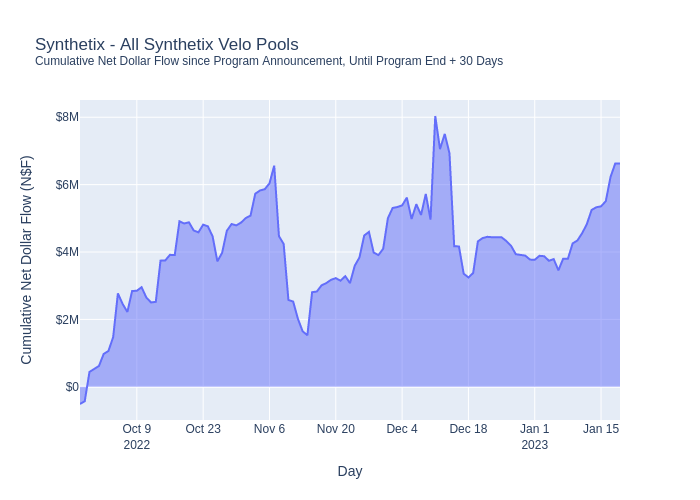 Synthetix - All Synthetix Velo Pools
Cumulative Net Dollar Flow since Program Announcement, Until Program End + 30 Days
Cumulative Net Dollar Flow (N$F)
$8M
$6M
$4M
$2M
$0
Oct 9
2022
Oct 23
Nov 6
Nov 20
Dec 4
Dec 18
Jan 1
2023
Jan 15
Day